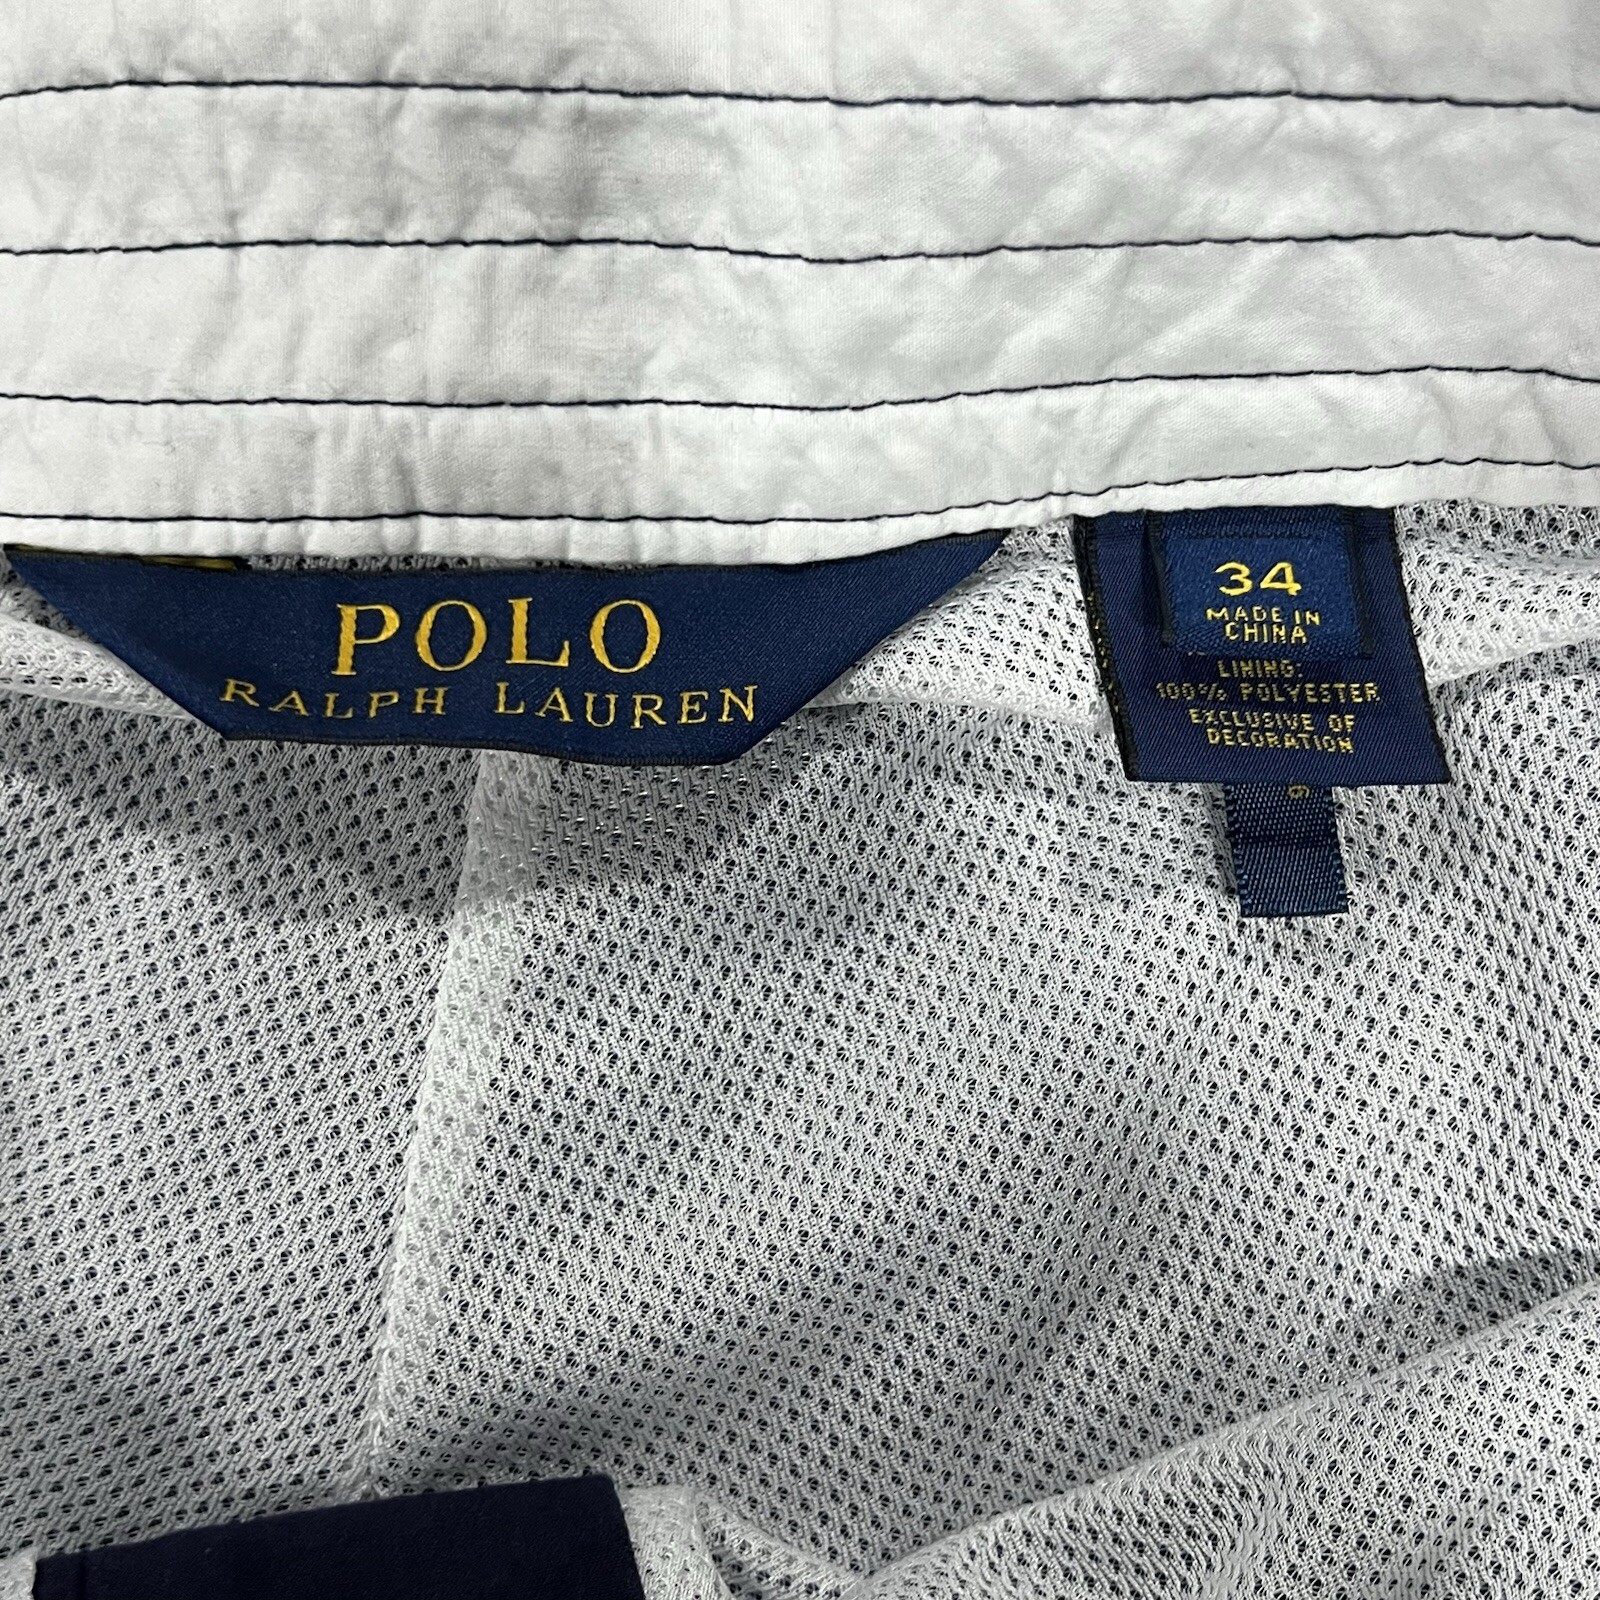 POLO
RALPH LAUREN
34
MADE IN
CHINA
LINING:
100% POLYESTER
EXCLUSIVE OF
DECORATION